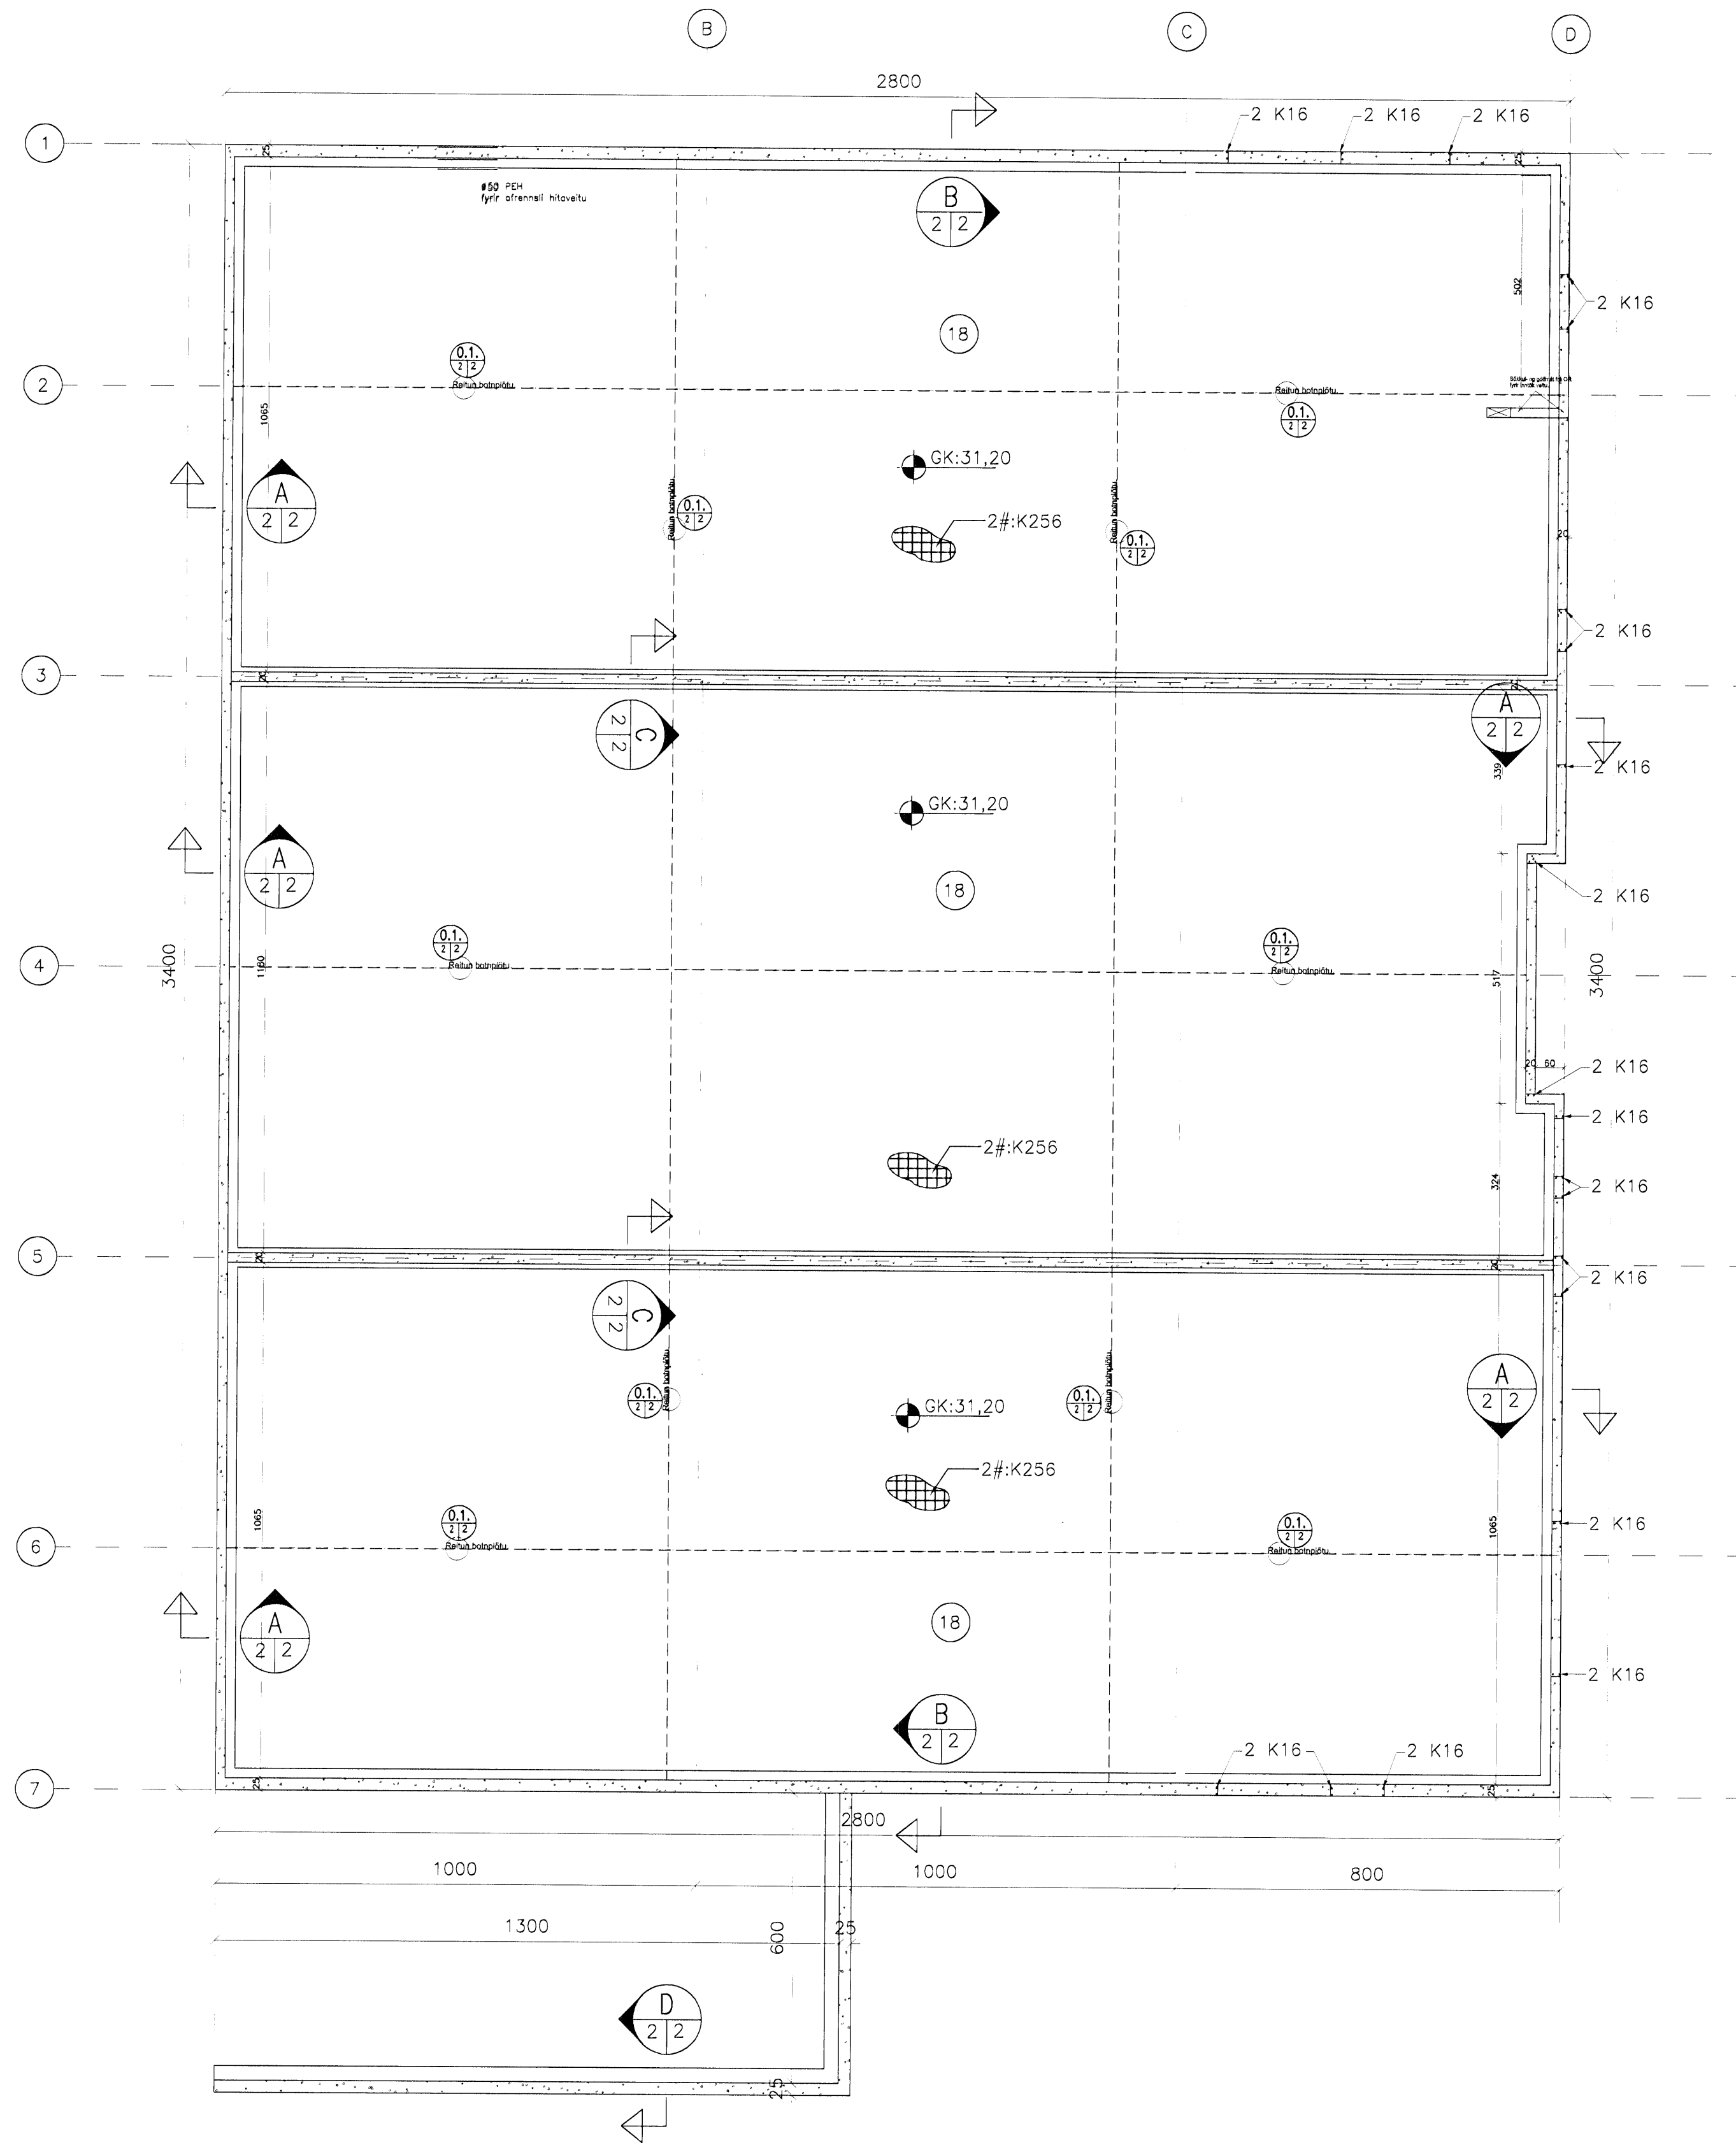 B
C
D
2800
2 K16
2 K16
2 K16
1
25
25
ø50 PEH
fyrir afrennsli hitaveitu
B
2 2
502
2 K16
18
2
0.1.
2 2
Reitun botnplötu
Reitun botnplötu
0.1.
2 2
1065
GK:31,20
A
2 2
Reitun botnplötu
0.1.
2 2
2#:K256
Reitun botnplötu
0.1.
2 2
20
2 K16
3
20
C
2 2
A
2 2
339
2 K16
GK:31,20
A
2 2
18
2 K16
0.1.
2 2
0.1.
2 2
4
3400
1160
Reitun botnplötu
Reitun botnplötu
517
3400
20 60
2 K16
2 K16
2#:K256
324
2 K16
5
20
20
2 K16
C
2 2
Reitun botnplötu
0.1.
2 2
GK:31,20
Reitun botnplötu
0.1.
2 2
A
2 2
2#:K256
1065
0.1.
2 2
0.1.
2 2
1065
2 K16
6
Reitun botnplötu
Reitun botnplötu
A
2 2
18
2 K16
B
2 2
2 K16
2 K16
7
25
25
2800
1000
1000
800
1300
600
25
D
2 2
25